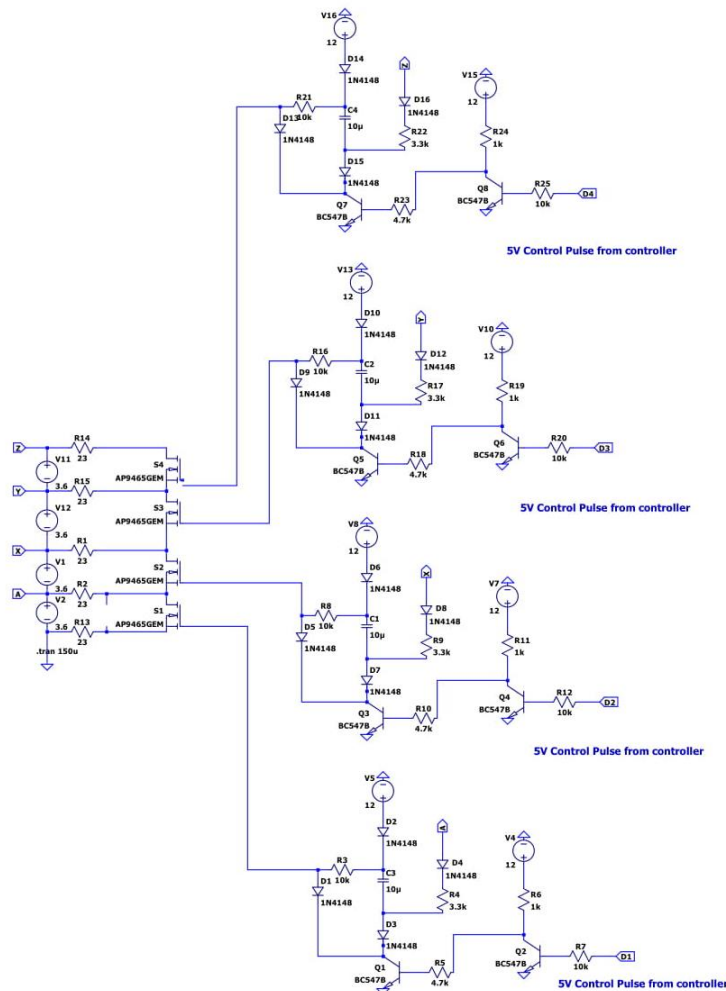 V16
12
D14
1N4148
Z
V15
12
R21
10k
D13
1N4148
C4
10µ
D16
1N4148
R22
3.3k
R24
1k
D15
1N4148
Q7
BC547B
R23
4.7k
Q8
BC547B
R25
10k
D4
5V Control Pulse from controller
V13
12
D10
1N4148
Y
V10
12
R16
10k
D9
1N4148
C2
10µ
D12
1N4148
R17
3.3k
R19
1k
D11
1N4148
Q5
BC547B
R18
4.7k
Q6
BC547B
R20
10k
D3
5V Control Pulse from controller
Z
R14
23
V11
3.6
S4
AP9465GEM
Y
R15
23
V12
3.6
S3
AP9465GEM
X
R1
23
V1
3.6
S2
AP9465GEM
A
R2
23
V2
3.6
S1
AP9465GEM
R13
23
.tran 150u
V8
12
D6
1N4148
X
V7
12
R8
10k
D5
1N4148
C1
10µ
D8
1N4148
R9
3.3k
R11
1k
D7
1N4148
Q3
BC547B
R10
4.7k
Q4
BC547B
R12
10k
D2
5V Control Pulse from controller
V5
12
D2
1N4148
A
V4
12
R3
10k
D1
1N4148
C3
10µ
D4
1N4148
R4
3.3k
R6
1k
D3
1N4148
Q1
BC547B
R5
4.7k
Q2
BC547B
R7
10k
D1
5V Control Pulse from controller